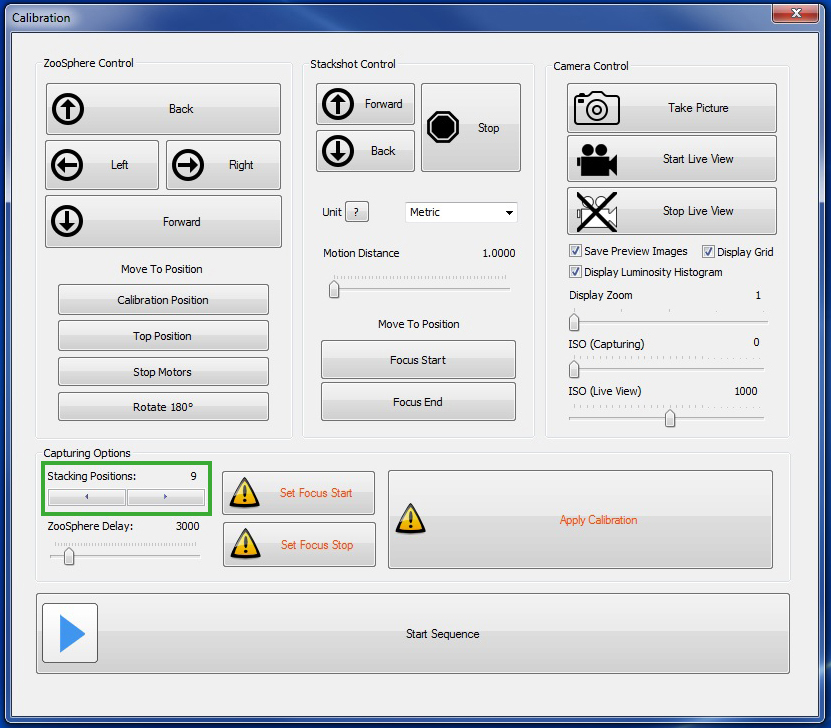 Calibration
ZooSphere Control
Back
Left
Right
Forward
Move To Position
Calibration Position
Top Position
Stop Motors
Rotate 180°
Stackshot Control
Forward
Back
Stop
Unit ? Metric
Motion Distance 1.0000
Move To Position
Focus Start
Focus End
Camera Control
Take Picture
Start Live View
Stop Live View
Save Preview Images Display Grid
Display Luminosity Histogram
Display Zoom 1
ISO (Capturing) 0
ISO (Live View) 1000
Capturing Options
Stacking Positions: 9
ZooSphere Delay: 3000
Set Focus Start
Set Focus Stop
Apply Calibration
Start Sequence